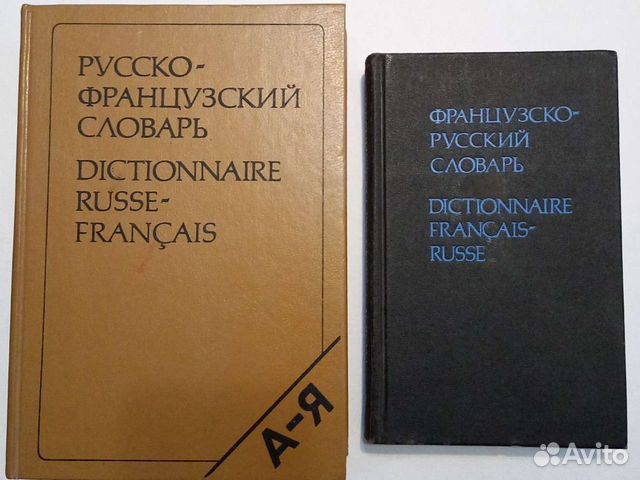 РУССКО-
ФРАНЦУЗСКИЙ
СЛОВАРЬ
DICTIONNAIRE
RUSSE-
FRANÇAIS
А-Я
ФРАНЦУЗСКО-
РУССКИЙ
СЛОВАРЬ
DICTIONNAIRE
FRANÇAIS-
RUSSE
Avito